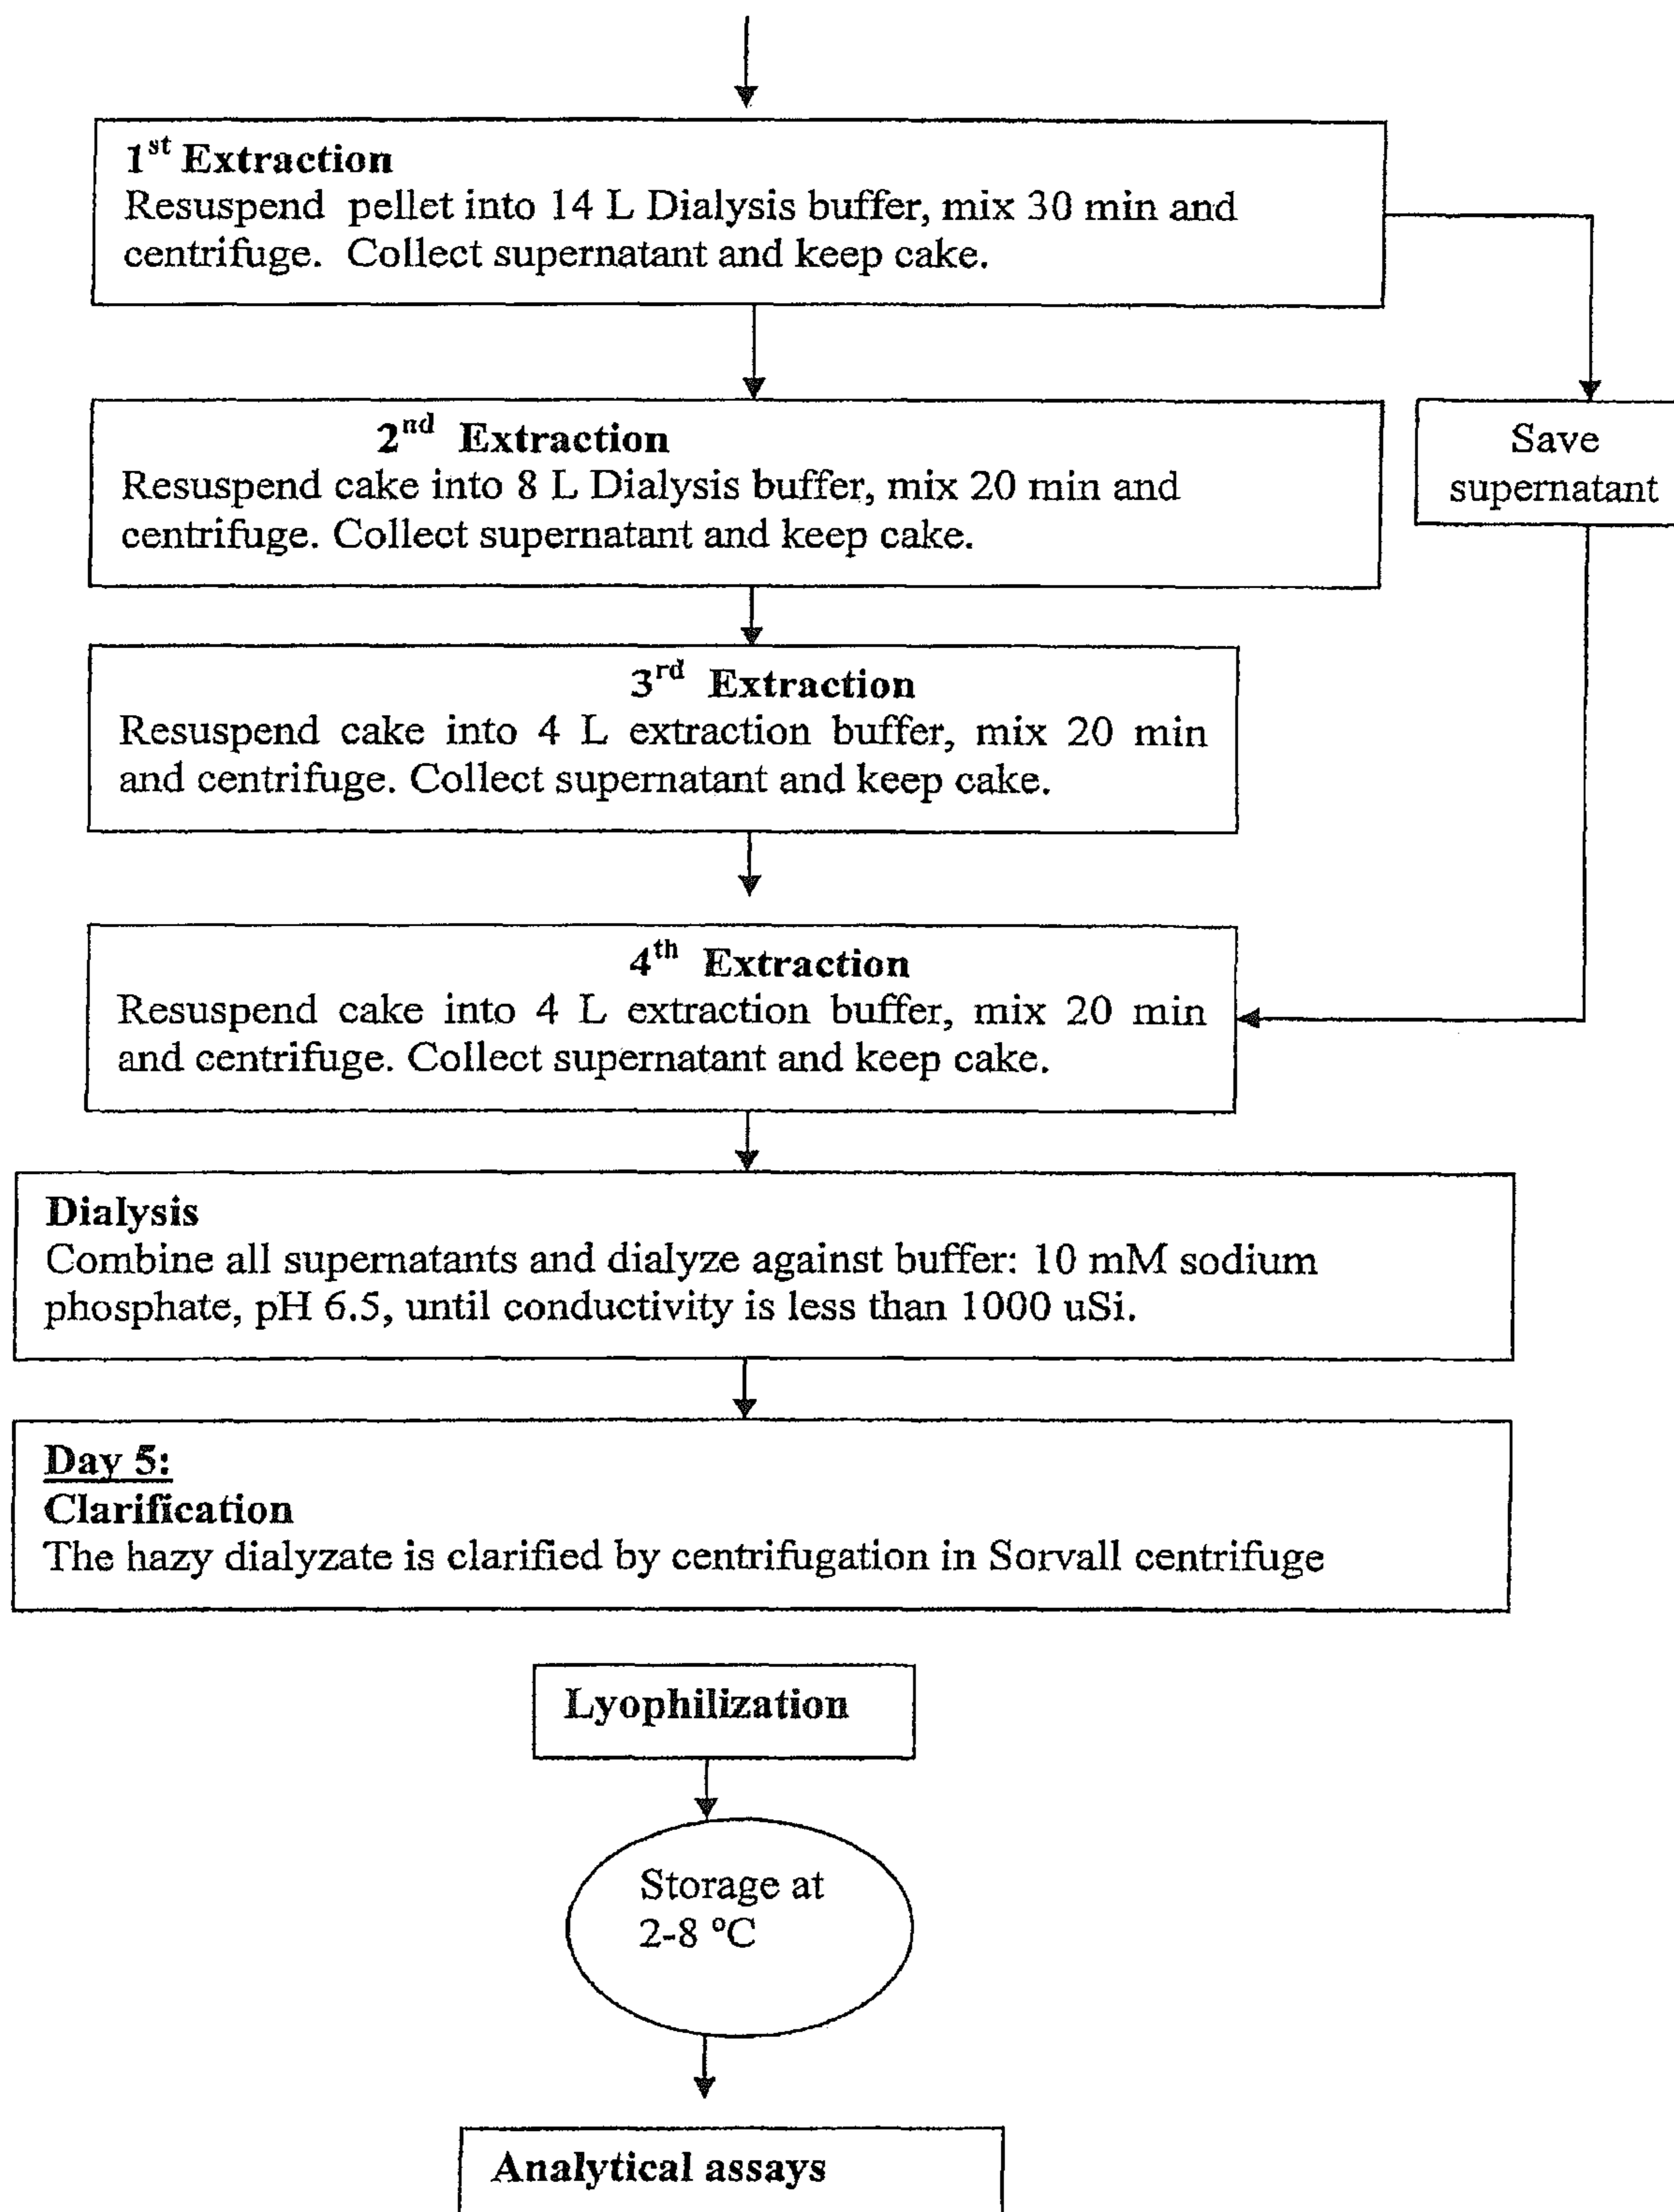 1st Extraction
Resuspend pellet into 14 L Dialysis buffer, mix 30 min and
centrifuge. Collect supernatant and keep cake.
2nd Extraction
Resuspend cake into 8 L Dialysis buffer, mix 20 min and
centrifuge. Collect supernatant and keep cake.
Save
supernatant
3rd Extraction
Resuspend cake into 4 L extraction buffer, mix 20 min
and centrifuge. Collect supernatant and keep cake.
4th Extraction
Resuspend cake into 4 L extraction buffer, mix 20 min
and centrifuge. Collect supernatant and keep cake.
Dialysis
Combine all supernatants and dialyze against buffer: 10 mM sodium
phosphate, pH 6.5, until conductivity is less than 1000 uSi.
Day 5:
Clarification
The hazy dialyzate is clarified by centrifugation in Sorvall centrifuge
Lyophilization
Storage at
2-8 ºC
Analytical assays